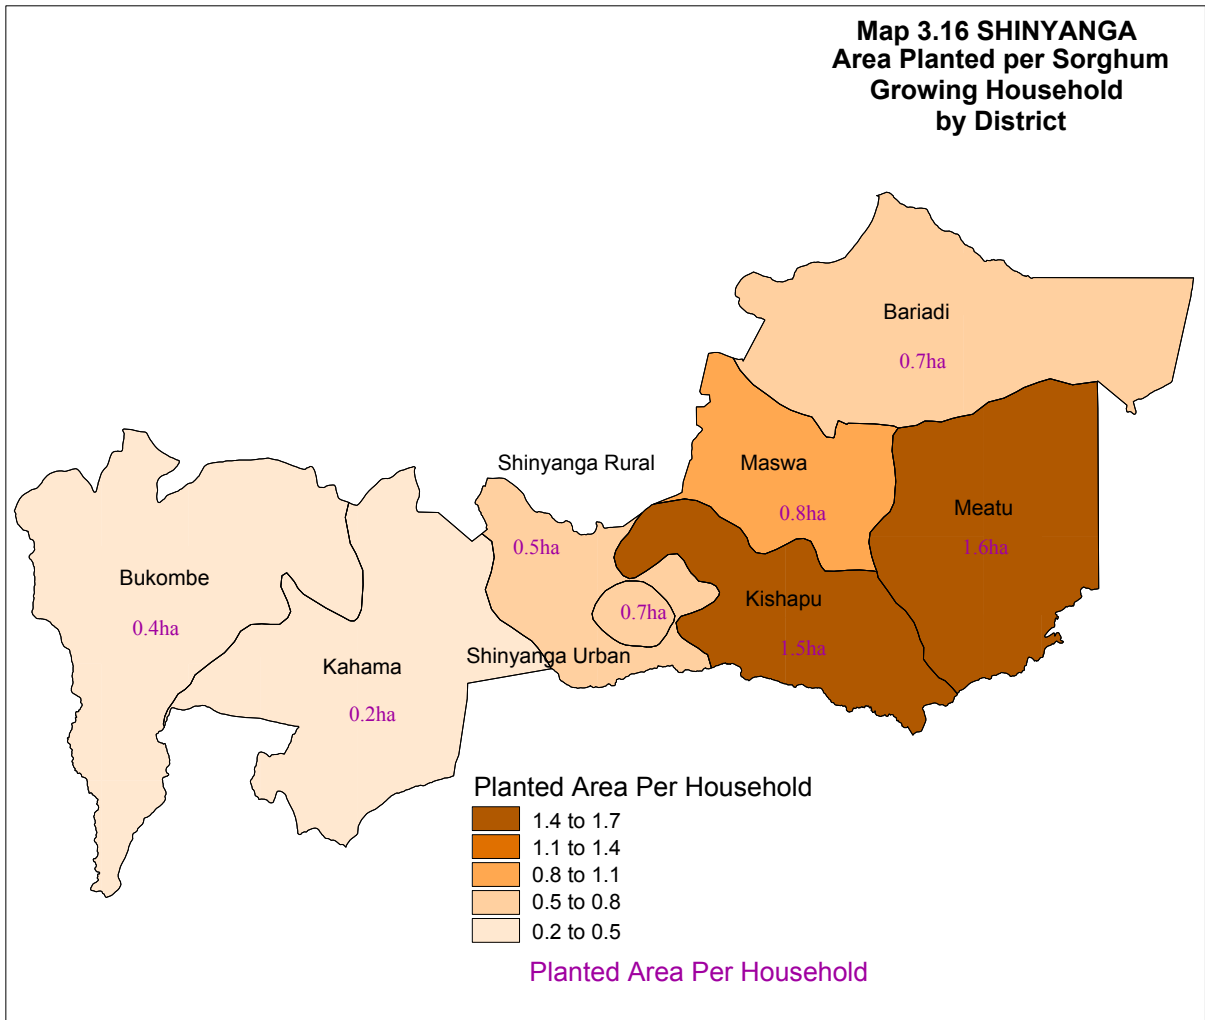 Map 3.16 SHINYANGA
Area Planted per Sorghum
Growing Household
by District
Bariadi
0.7ha
Shinyanga Rural
Maswa
0.8ha
Meatu
1.6ha
0.5ha
Bukombe
0.4ha
Kishapu
1.5ha
0.7ha
Shinyanga Urban
Kahama
0.2ha
Planted Area Per Household
1.4 to 1.7
1.1 to 1.4
0.8 to 1.1
0.5 to 0.8
0.2 to 0.5
Planted Area Per Household